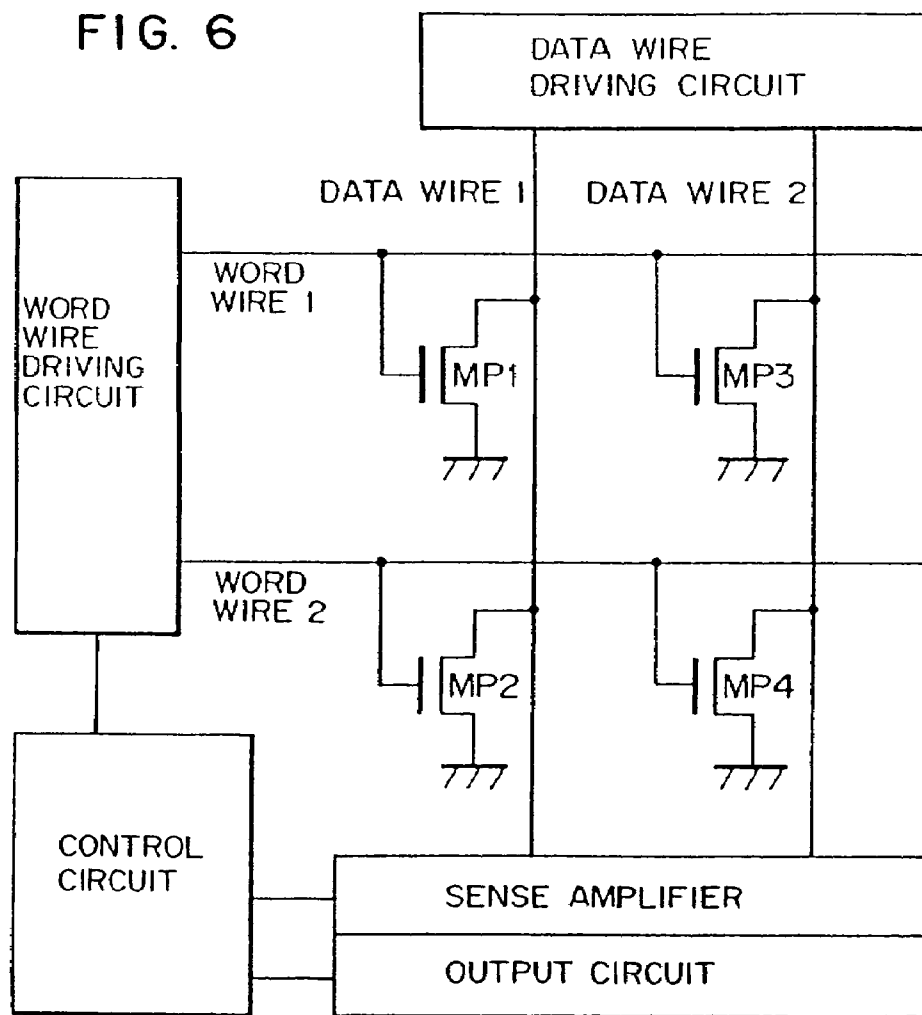 FIG. 6
DATA WIRE
DRIVING CIRCUIT
DATA WIRE 1
DATA WIRE 2
WORD
WIRE 1
WORD
WIRE
DRIVING
CIRCUIT
MP1
MP3
WORD
WIRE 2
MP2
MP4
CONTROL
CIRCUIT
SENSE AMPLIFIER
OUTPUT CIRCUIT